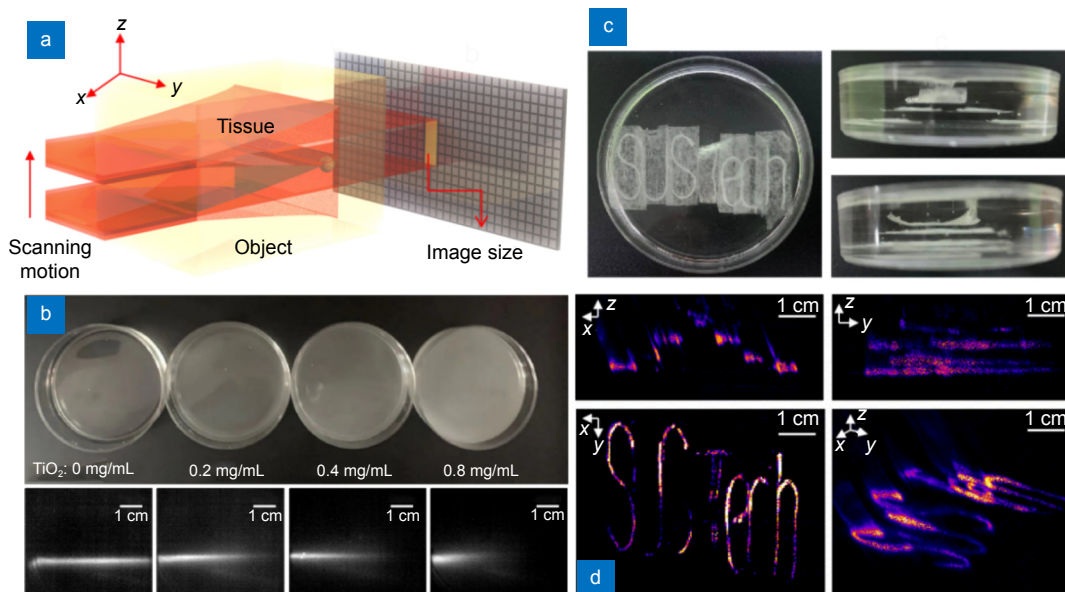 a
z
x
y
Tissue
Scanning
motion
Object
Image size
b
TiO₂: 0 mg/mL
0.2 mg/mL
0.4 mg/mL
0.8 mg/mL
1 cm
1 cm
1 cm
1 cm
c
SUSTech
z
x
1 cm
z
y
1 cm
x
y
1 cm
z
x
y
1 cm
d